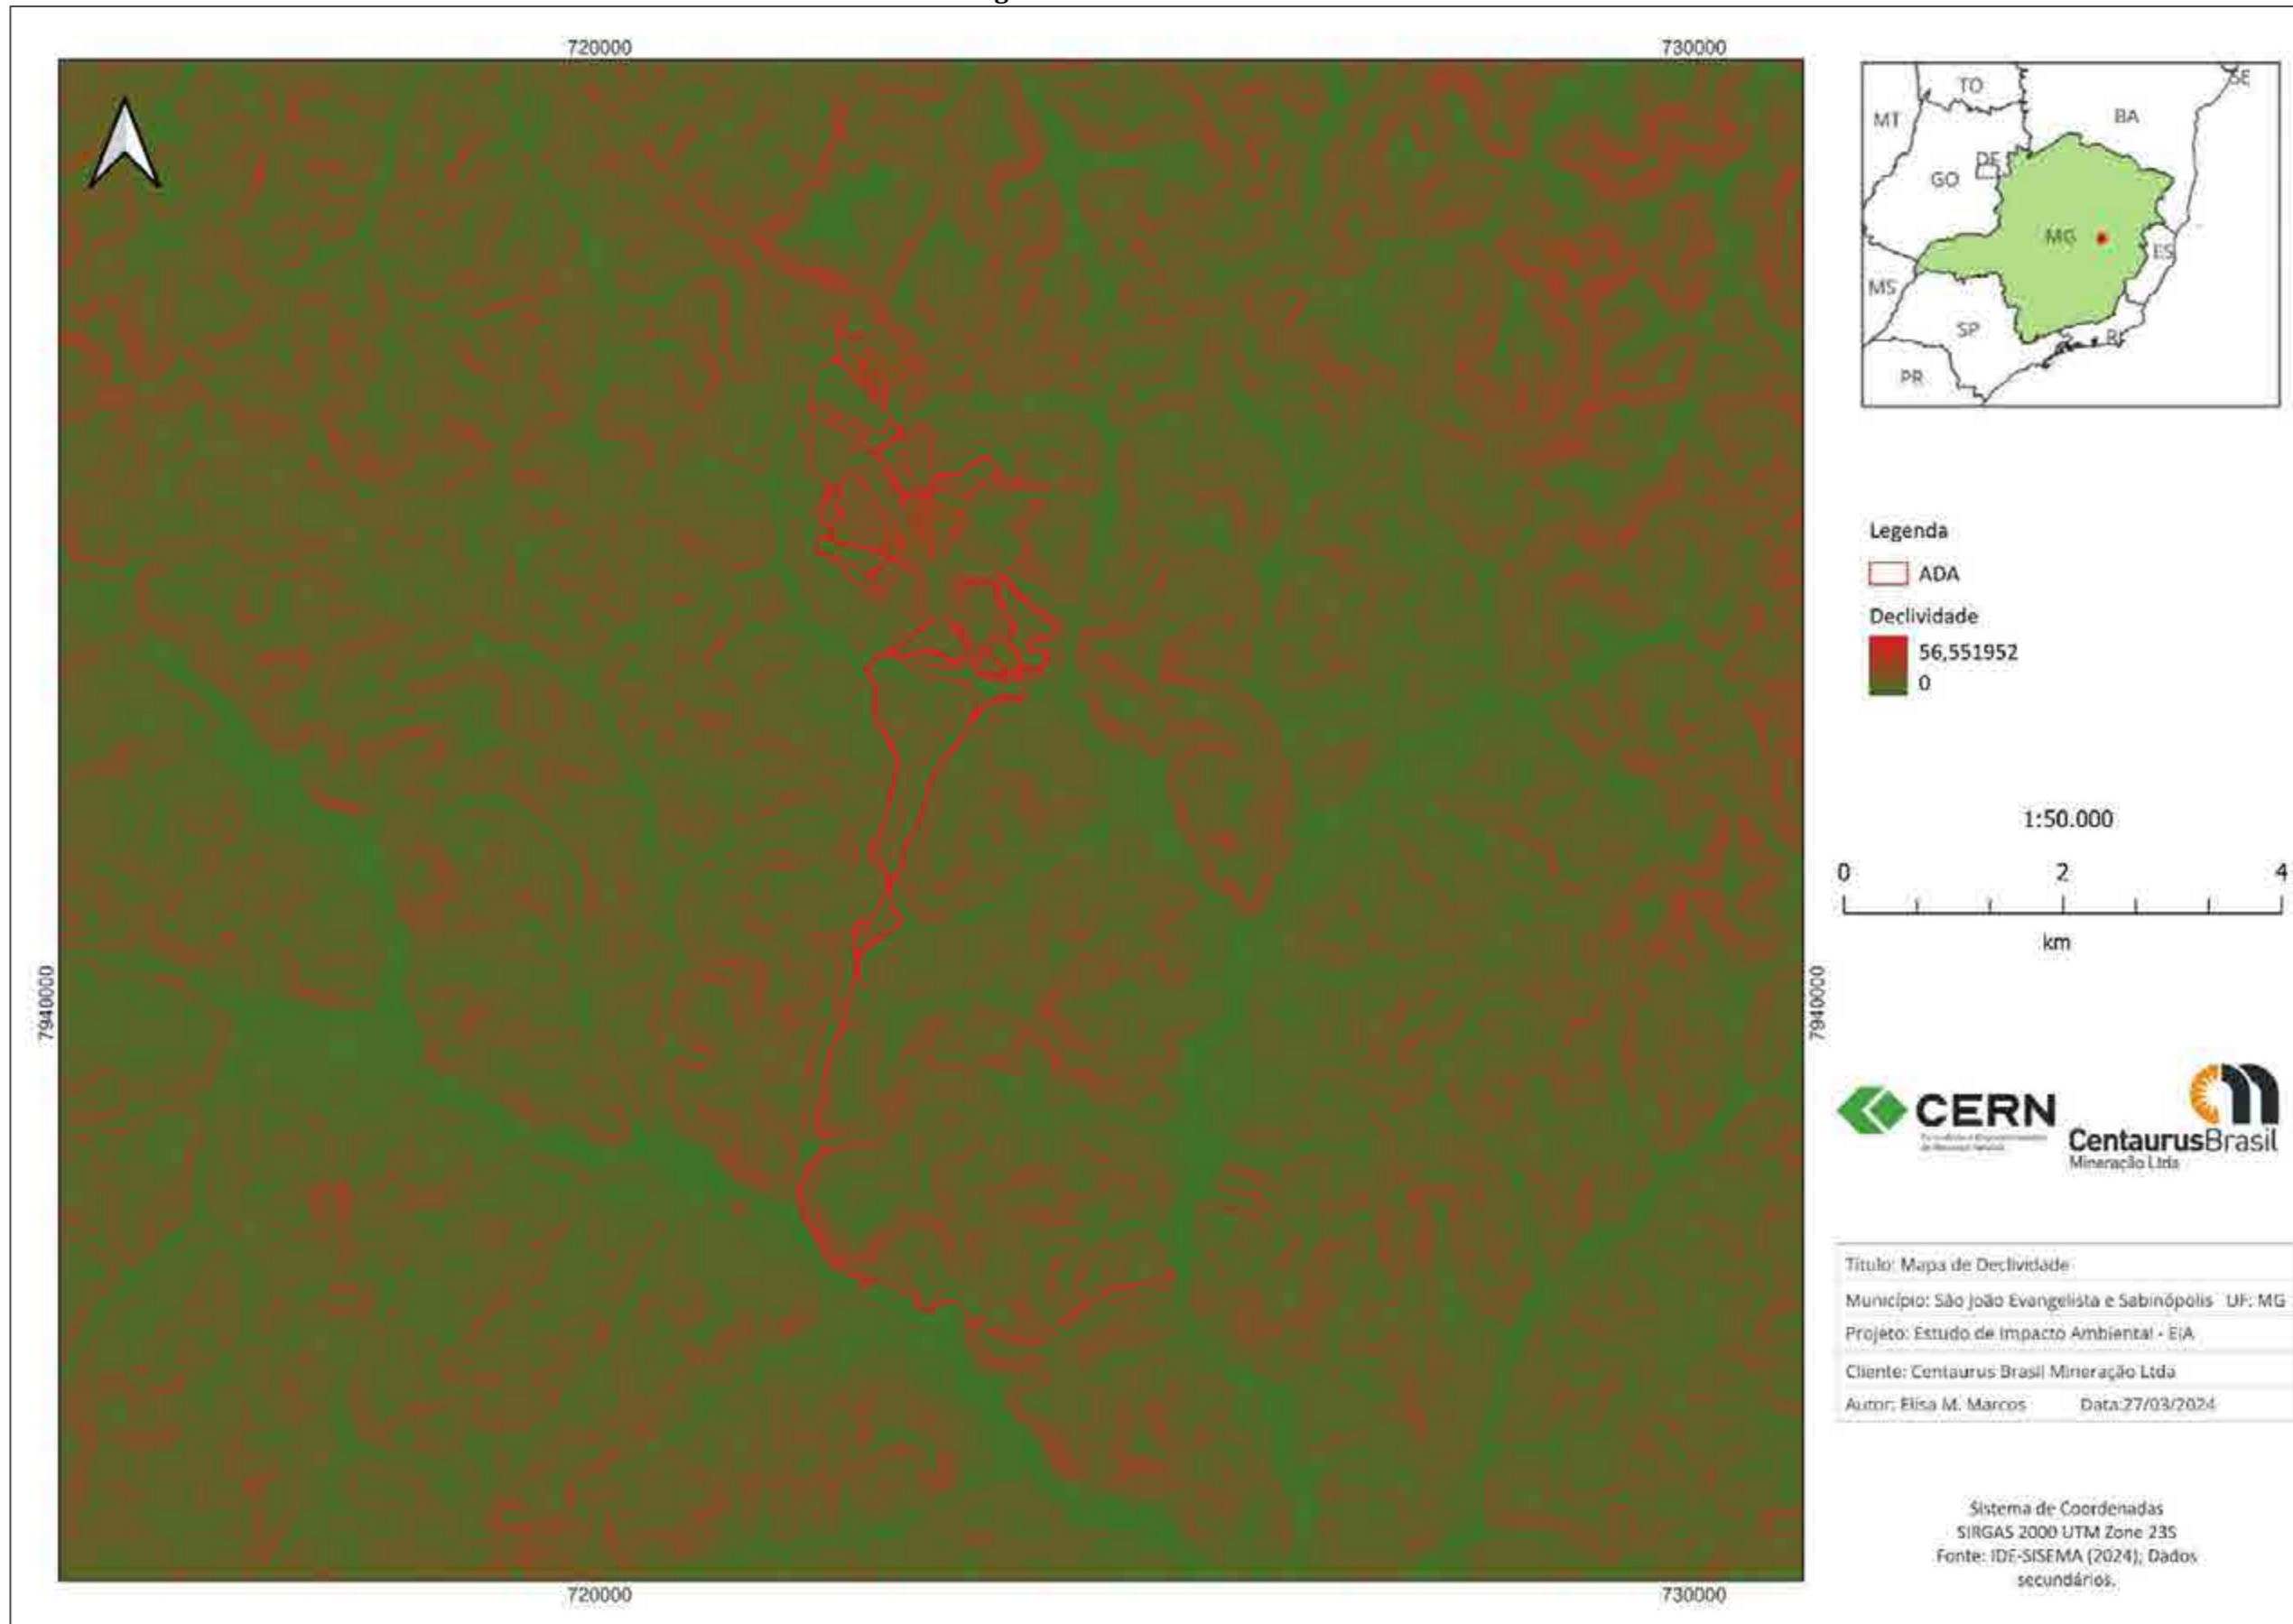 720000
730000
7940000
7940000
720000
730000
TO
SE
MT
BA
DF
GO
MG
ES
MS
SP
RJ
PR
Legenda
ADA
Declividade
56,551952
0
1:50.000
0 2 4
km
CERN
CentaurusBrasil
Mineração Ltda
Título: Mapa de Declividade
Município: São João Evangelista e Sabinópolis UF: MG
Projeto: Estudo de Impacto Ambiental - EIA
Cliente: Centaurus Brasil Mineração Ltda
Autor: Elisa M. Marcos Data:27/03/2024
Sistema de Coordenadas
SIRGAS 2000 UTM Zone 23S
Fonte: IDE-SISEMA (2024); Dados
secundários.